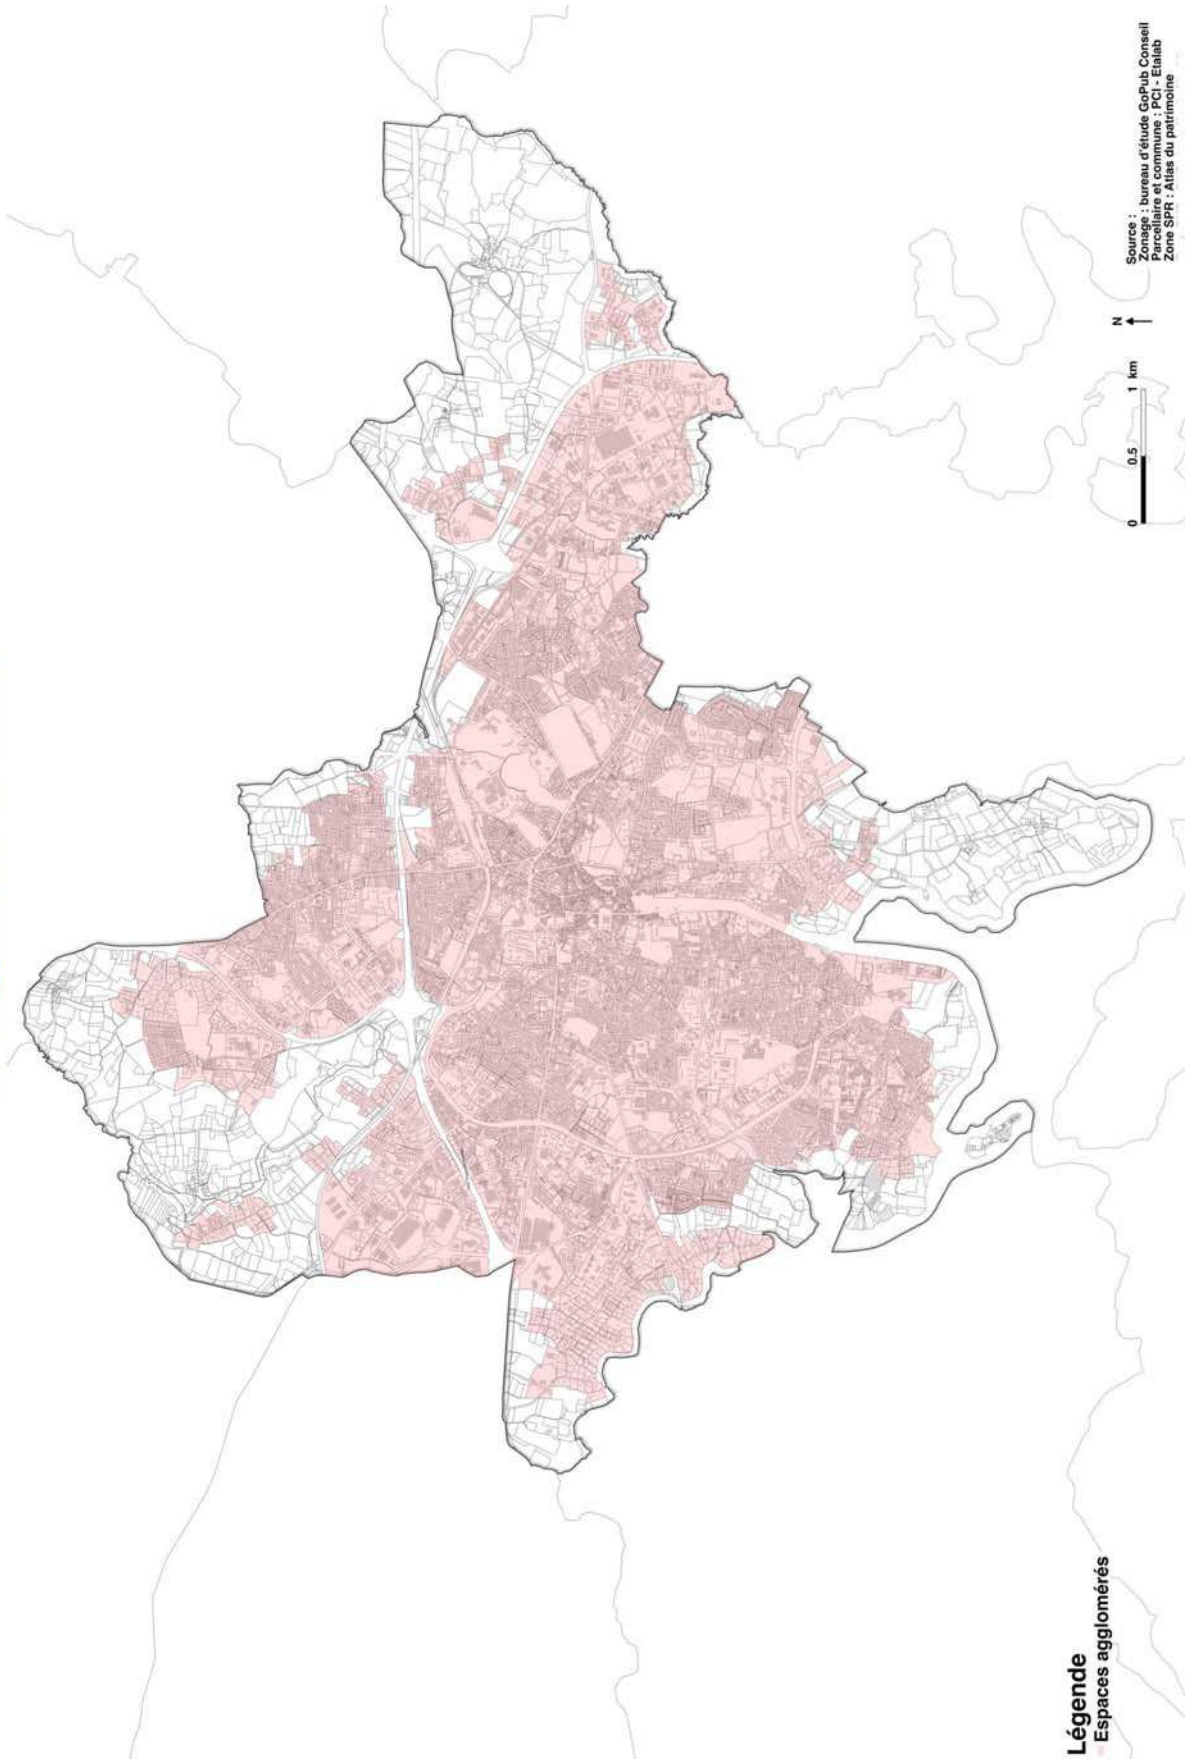 Légende
Espaces agglomérés
0
0.5
1 km
N
Source :
Zonage : bureau d'étude GoPub Conseil
Parcellaire et commune : PCI - Etalab
Zone SPR : Atlas du patrimoine